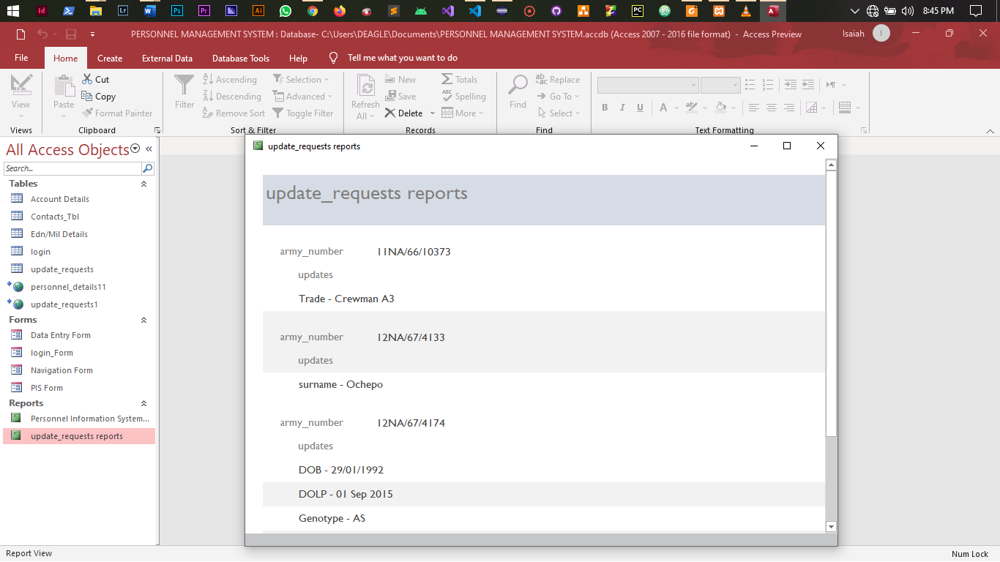 8:45 PM
PERSONNEL MANAGEMENT SYSTEM : Database- C:\Users\DEAGLE\Documents\PERSONNEL MANAGEMENT SYSTEM.accdb (Access 2007 - 2016 file format) - Access Preview
Isaiah
I
File Home Create External Data Database Tools Help Tell me what you want to do
View
Views
Paste
Cut
Copy
Format Painter
Clipboard
Filter
Ascending
Descending
Remove Sort
Selection
Advanced
Toggle Filter
Sort & Filter
Refresh
All
New
Save
Delete
Totals
Spelling
More
Records
Find
Replace
Go To
Select
Find
B I U A
Text Formatting
All Access Objects
Search...
Tables
Account Details
Contacts_Tbl
Edn/Mil Details
login
update_requests
personnel_details11
update_requests1
Forms
Data Entry Form
login_Form
Navigation Form
PIS Form
Reports
Personnel Information System...
update_requests reports
update_requests reports
update_requests reports
army_number 11NA/66/10373
updates
Trade - Crewman A3
army_number 12NA/67/4133
updates
surname - Ochepo
army_number 12NA/67/4174
updates
DOB - 29/01/1992
DOLP - 01 Sep 2015
Genotype - AS
Report View
Num Lock